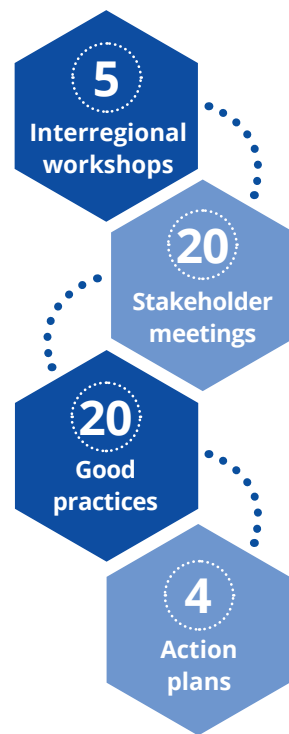 5
Interregional
workshops
20
Stakeholder
meetings
20
Good
practices
4
Action
plans